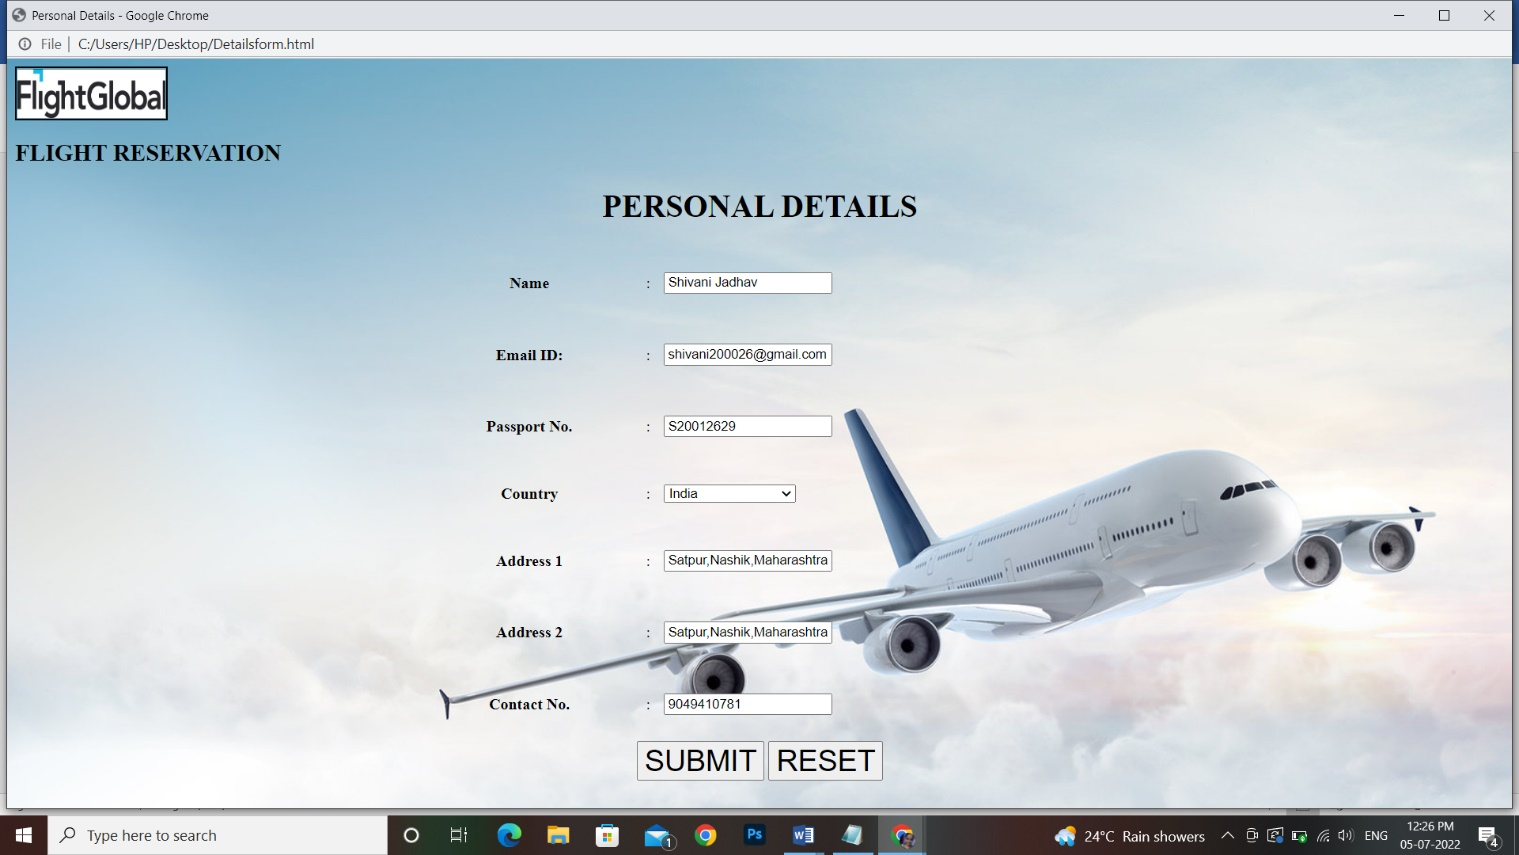 Personal Details - Google Chrome
File | C:/Users/HP/Desktop/Detailsform.html
FlightGlobal
FLIGHT RESERVATION
PERSONAL DETAILS
Name : Shivani Jadhav
Email ID: : shivani200026@gmail.com
Passport No. : S20012629
Country : India
Address 1 : Satpur,Nashik,Maharashtra
Address 2 : Satpur,Nashik,Maharashtra
Contact No. : 9049410781
SUBMIT RESET
Type here to search
1
Ps
24°C Rain showers
ENG
12:26 PM
05-07-2022
4